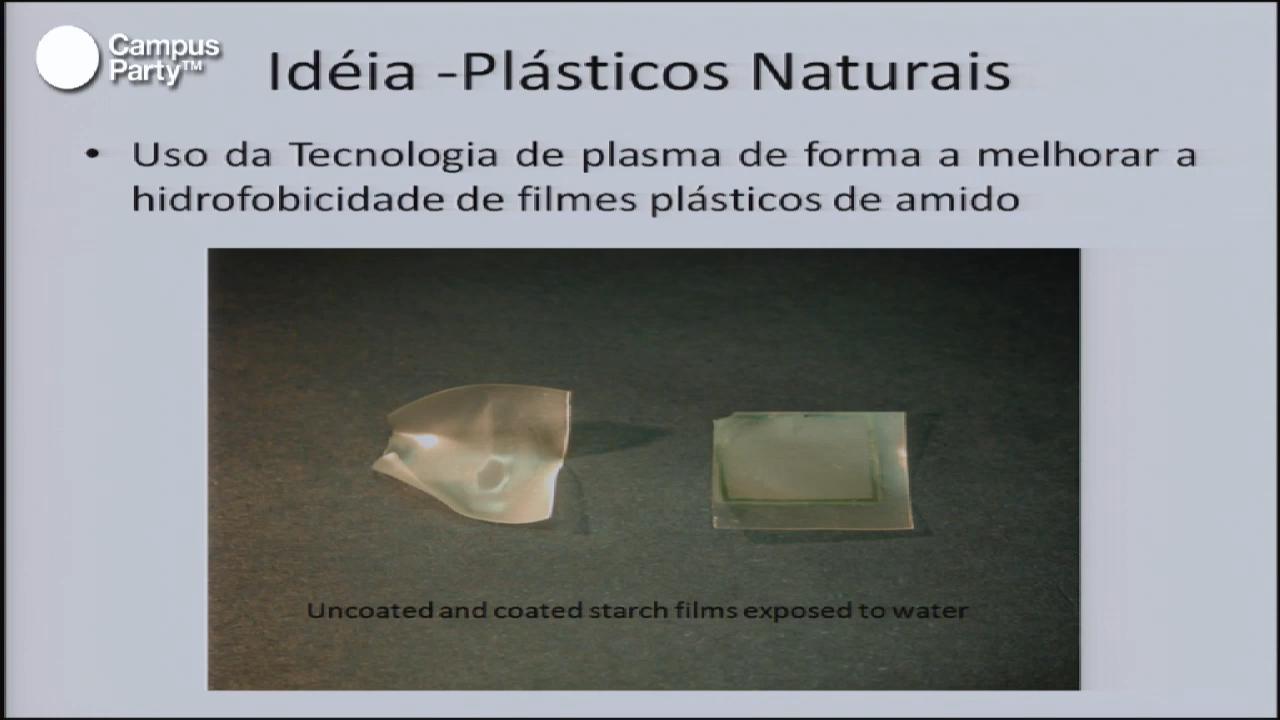 Campus
Party™
Idéia -Plásticos Naturais
• Uso da Tecnologia de plasma de forma a melhorar a
hidrofobicidade de filmes plásticos de amido
Uncoated and coated starch films exposed to water